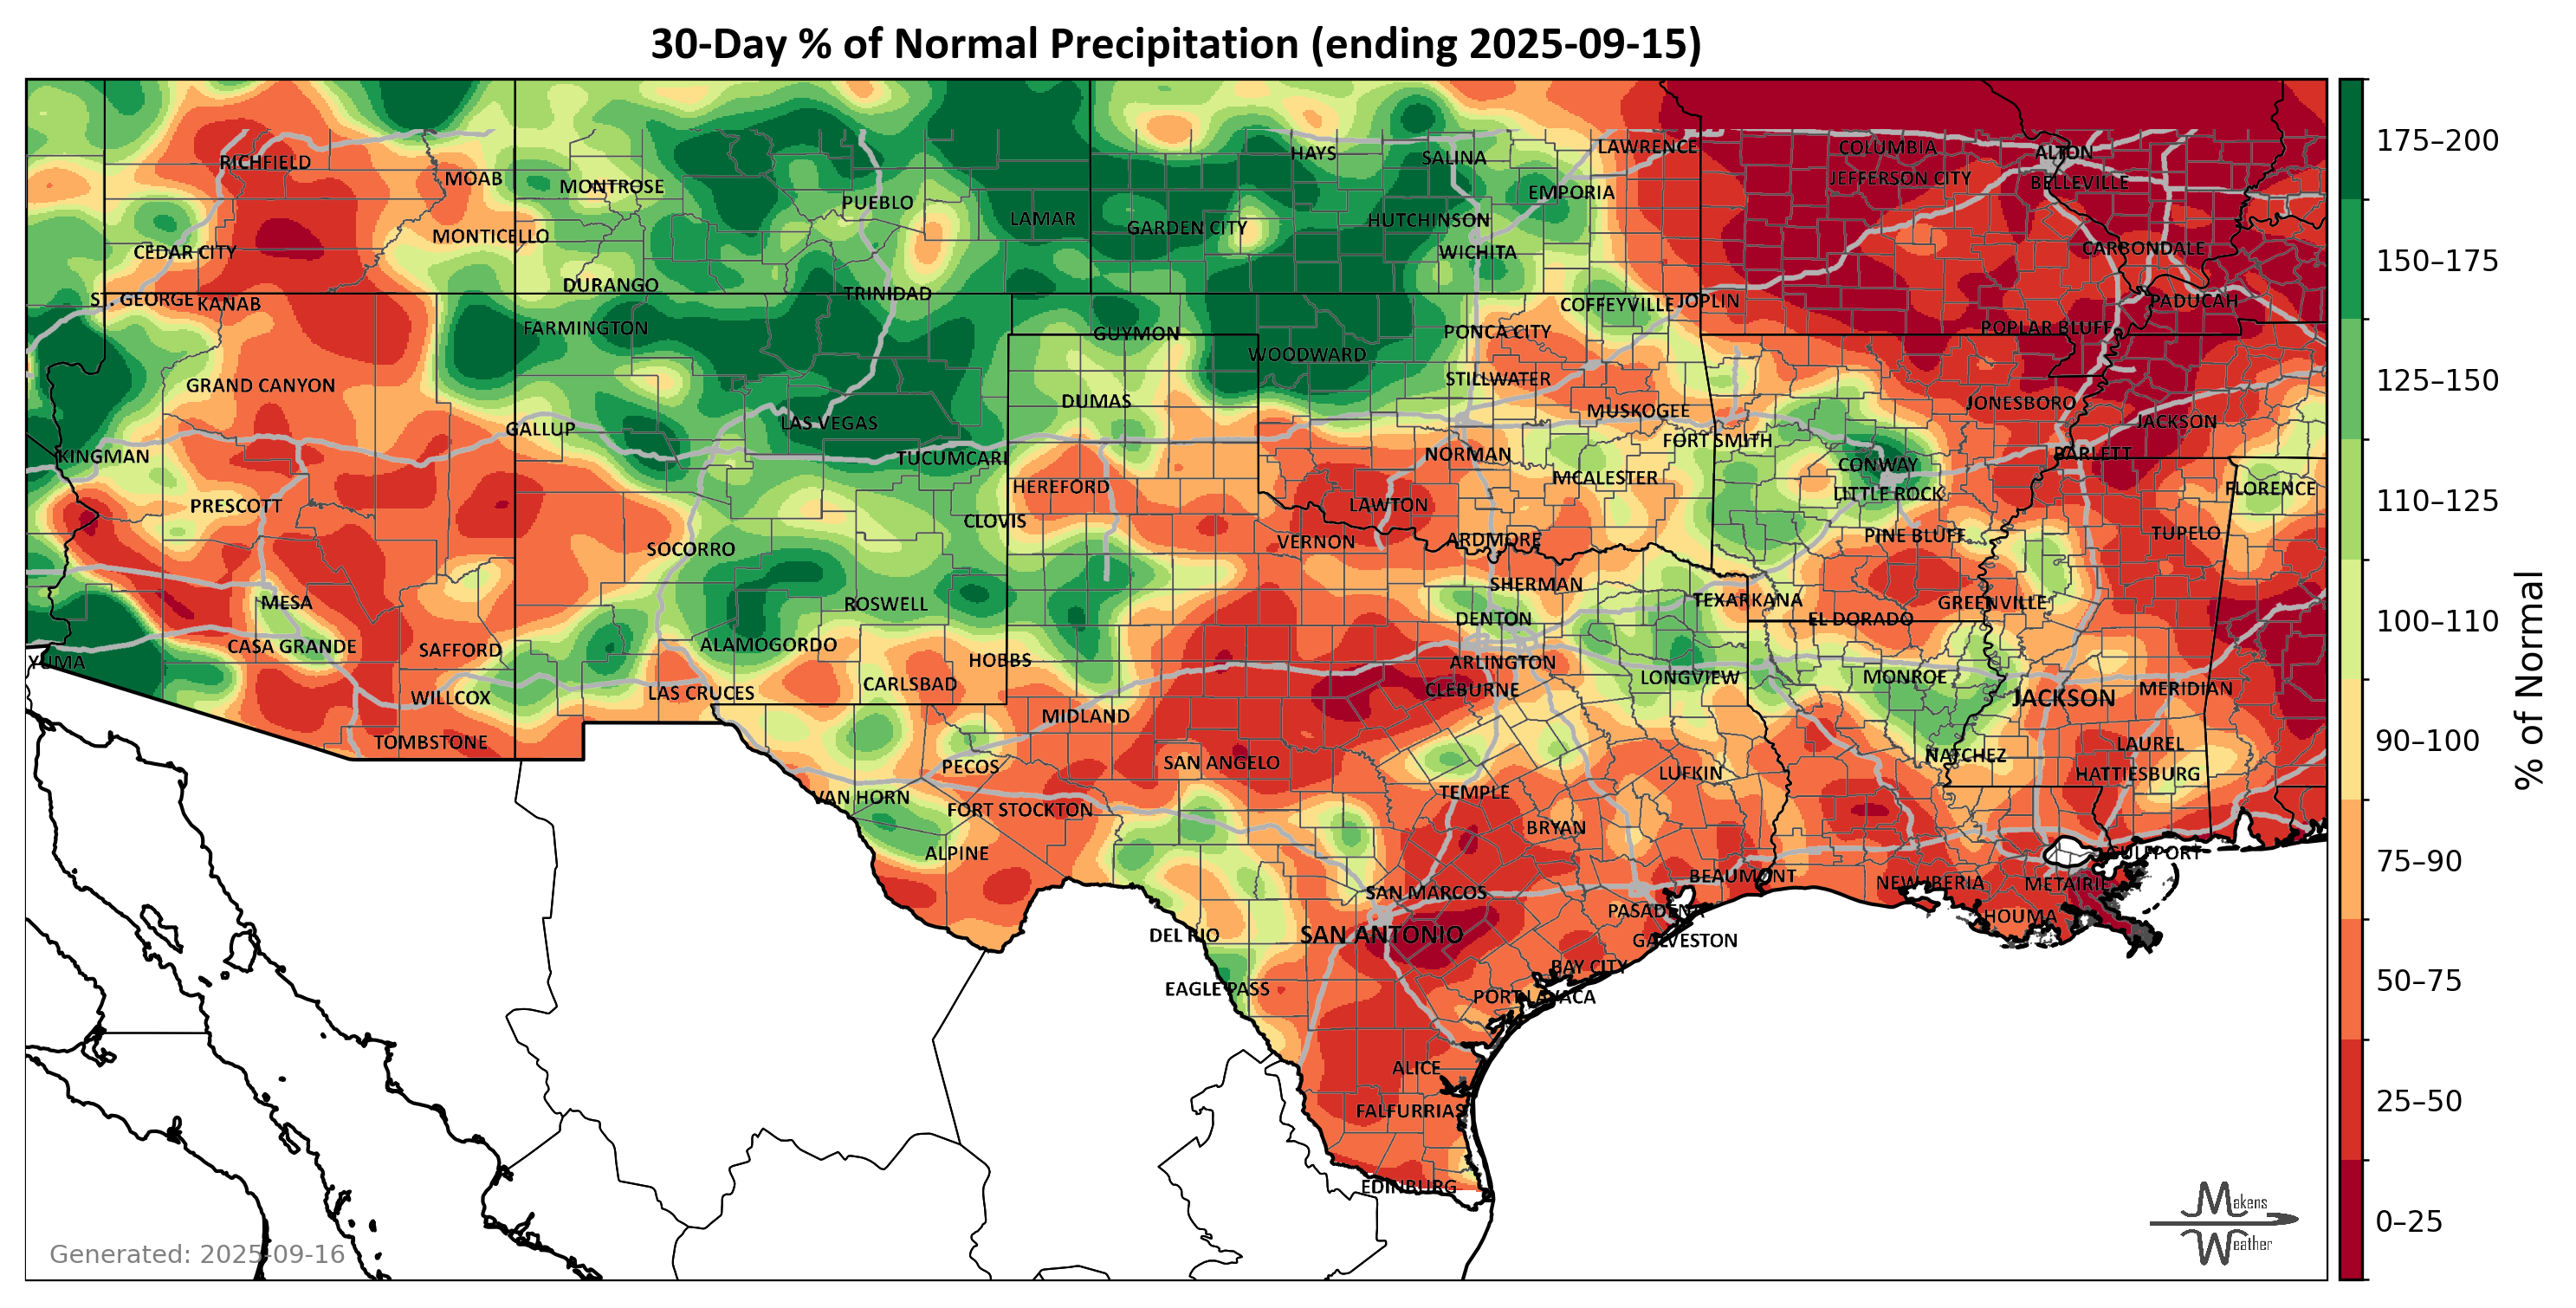 30-Day % of Normal Precipitation (ending 2025-09-15)
RICHFIELD
MOAB
MONTROSE
PUEBLO
LAMAR
HAYS
SALINA
LAWRENCE
COLUMBIA
ALTON
JEFFERSON CITY
BELLEVILLE
EMPORIA
GARDEN CITY
HUTCHINSON
WICHITA
MONTICELLO
CEDAR CITY
CARBONDALE
DURANGO
TRINIDAD
ST. GEORGE
KANAB
COFFEYVILLE
JOPLIN
PADUCAH
FARMINGTON
GUYMON
PONCA CITY
POPLAR BLUFF
WOODWARD
GRAND CANYON
STILLWATER
DUMAS
MUSKOGEE
JONESBORO
LAS VEGAS
JACKSON
GALLUP
FORT SMITH
KINGMAN
TUCUMCARI
NORMAN
BARLETT
CONWAY
MCALESTER
HEREFORD
LITTLE ROCK
FLORENCE
PRESCOTT
LAWTON
CLOVIS
PINE BLUFF
TUPELO
SOCORRO
VERNON
ARDMORE
SHERMAN
MESA
ROSWELL
TEXARKANA
GREENVILLE
DENTON
EL DORADO
CASA GRANDE
SAFFORD
ALAMOGORDO
HOBBS
ARLINGTON
YUMA
WILLCOX
LAS CRUCES
CARLSBAD
CLEBURNE
LONGVIEW
MONROE
JACKSON
MERIDIAN
MIDLAND
TOMBSTONE
LAUREL
PECOS
SAN ANGELO
NATCHEZ
LUFKIN
HATTIESBURG
VAN HORN
FORT STOCKTON
TEMPLE
BRYAN
ALPINE
GULFPORT
BEAUMONT
NEW IBERIA
METAIRIE
SAN MARCOS
PASADENA
HOUMA
DEL RIO
SAN ANTONIO
GALVESTON
BAY CITY
EAGLE PASS
PORT LAVACA
ALICE
FALFURRIAS
EDINBURG
175–200
150–175
125–150
110–125
100–110
90–100
75–90
50–75
25–50
0–25
% of Normal
Makens
Weather
Generated: 2025-09-16